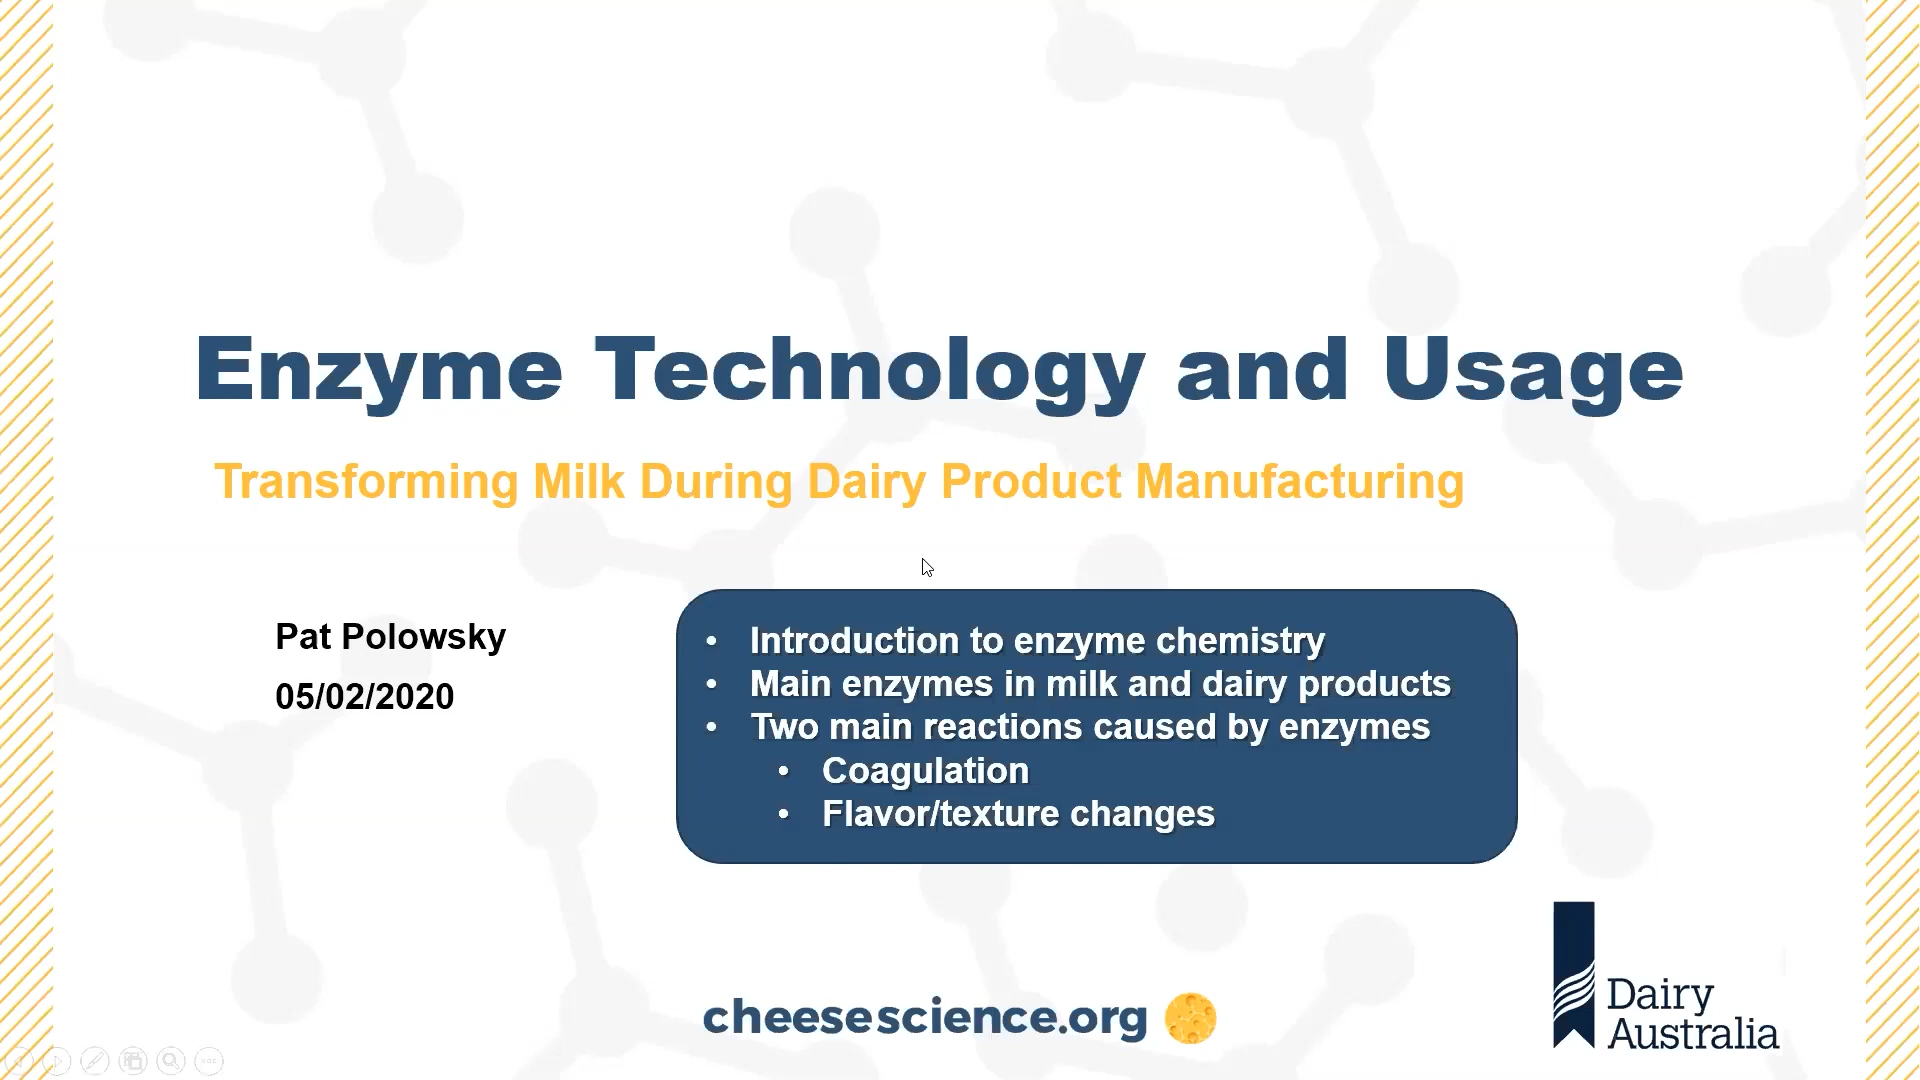 Enzyme Technology and Usage
Transforming Milk During Dairy Product Manufacturing
Pat Polowsky
05/02/2020
• Introduction to enzyme chemistry
• Main enzymes in milk and dairy products
• Two main reactions caused by enzymes
• Coagulation
• Flavor/texture changes
cheesescience.org
Dairy
Australia